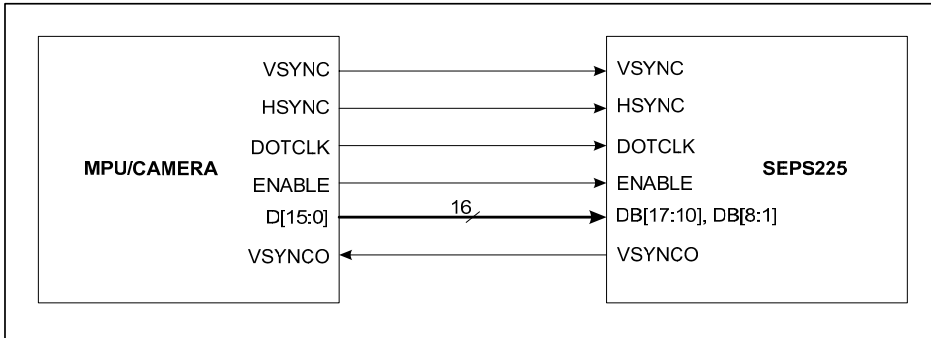 VSYNC VSYNC
HSYNC HSYNC
DOTCLK DOTCLK
MPU/CAMERA SEPS225
ENABLE ENABLE
16
D[15:0] DB[17:10], DB[8:1]
VSYNCO VSYNCO